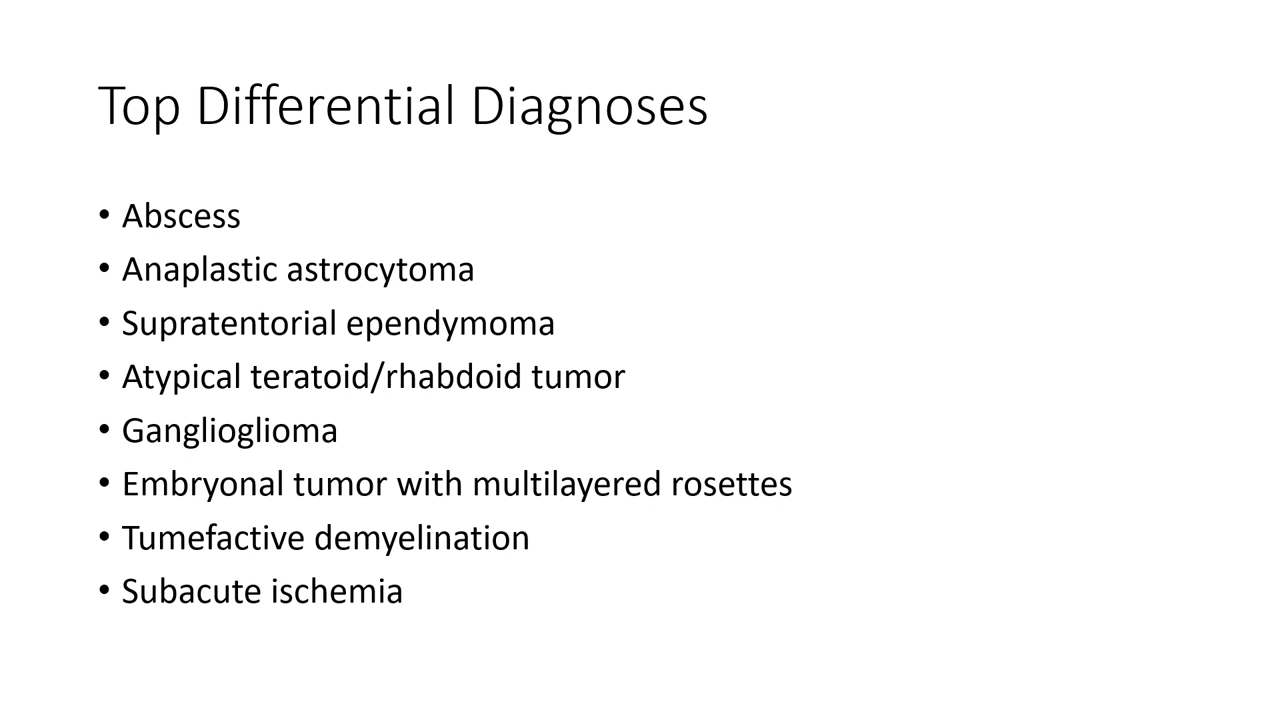 Top Differential Diagnoses
• Abscess
• Anaplastic astrocytoma
• Supratentorial ependymoma
• Atypical teratoid/rhabdoid tumor
• Ganglioglioma
• Embryonal tumor with multilayered rosettes
• Tumefactive demyelination
• Subacute ischemia